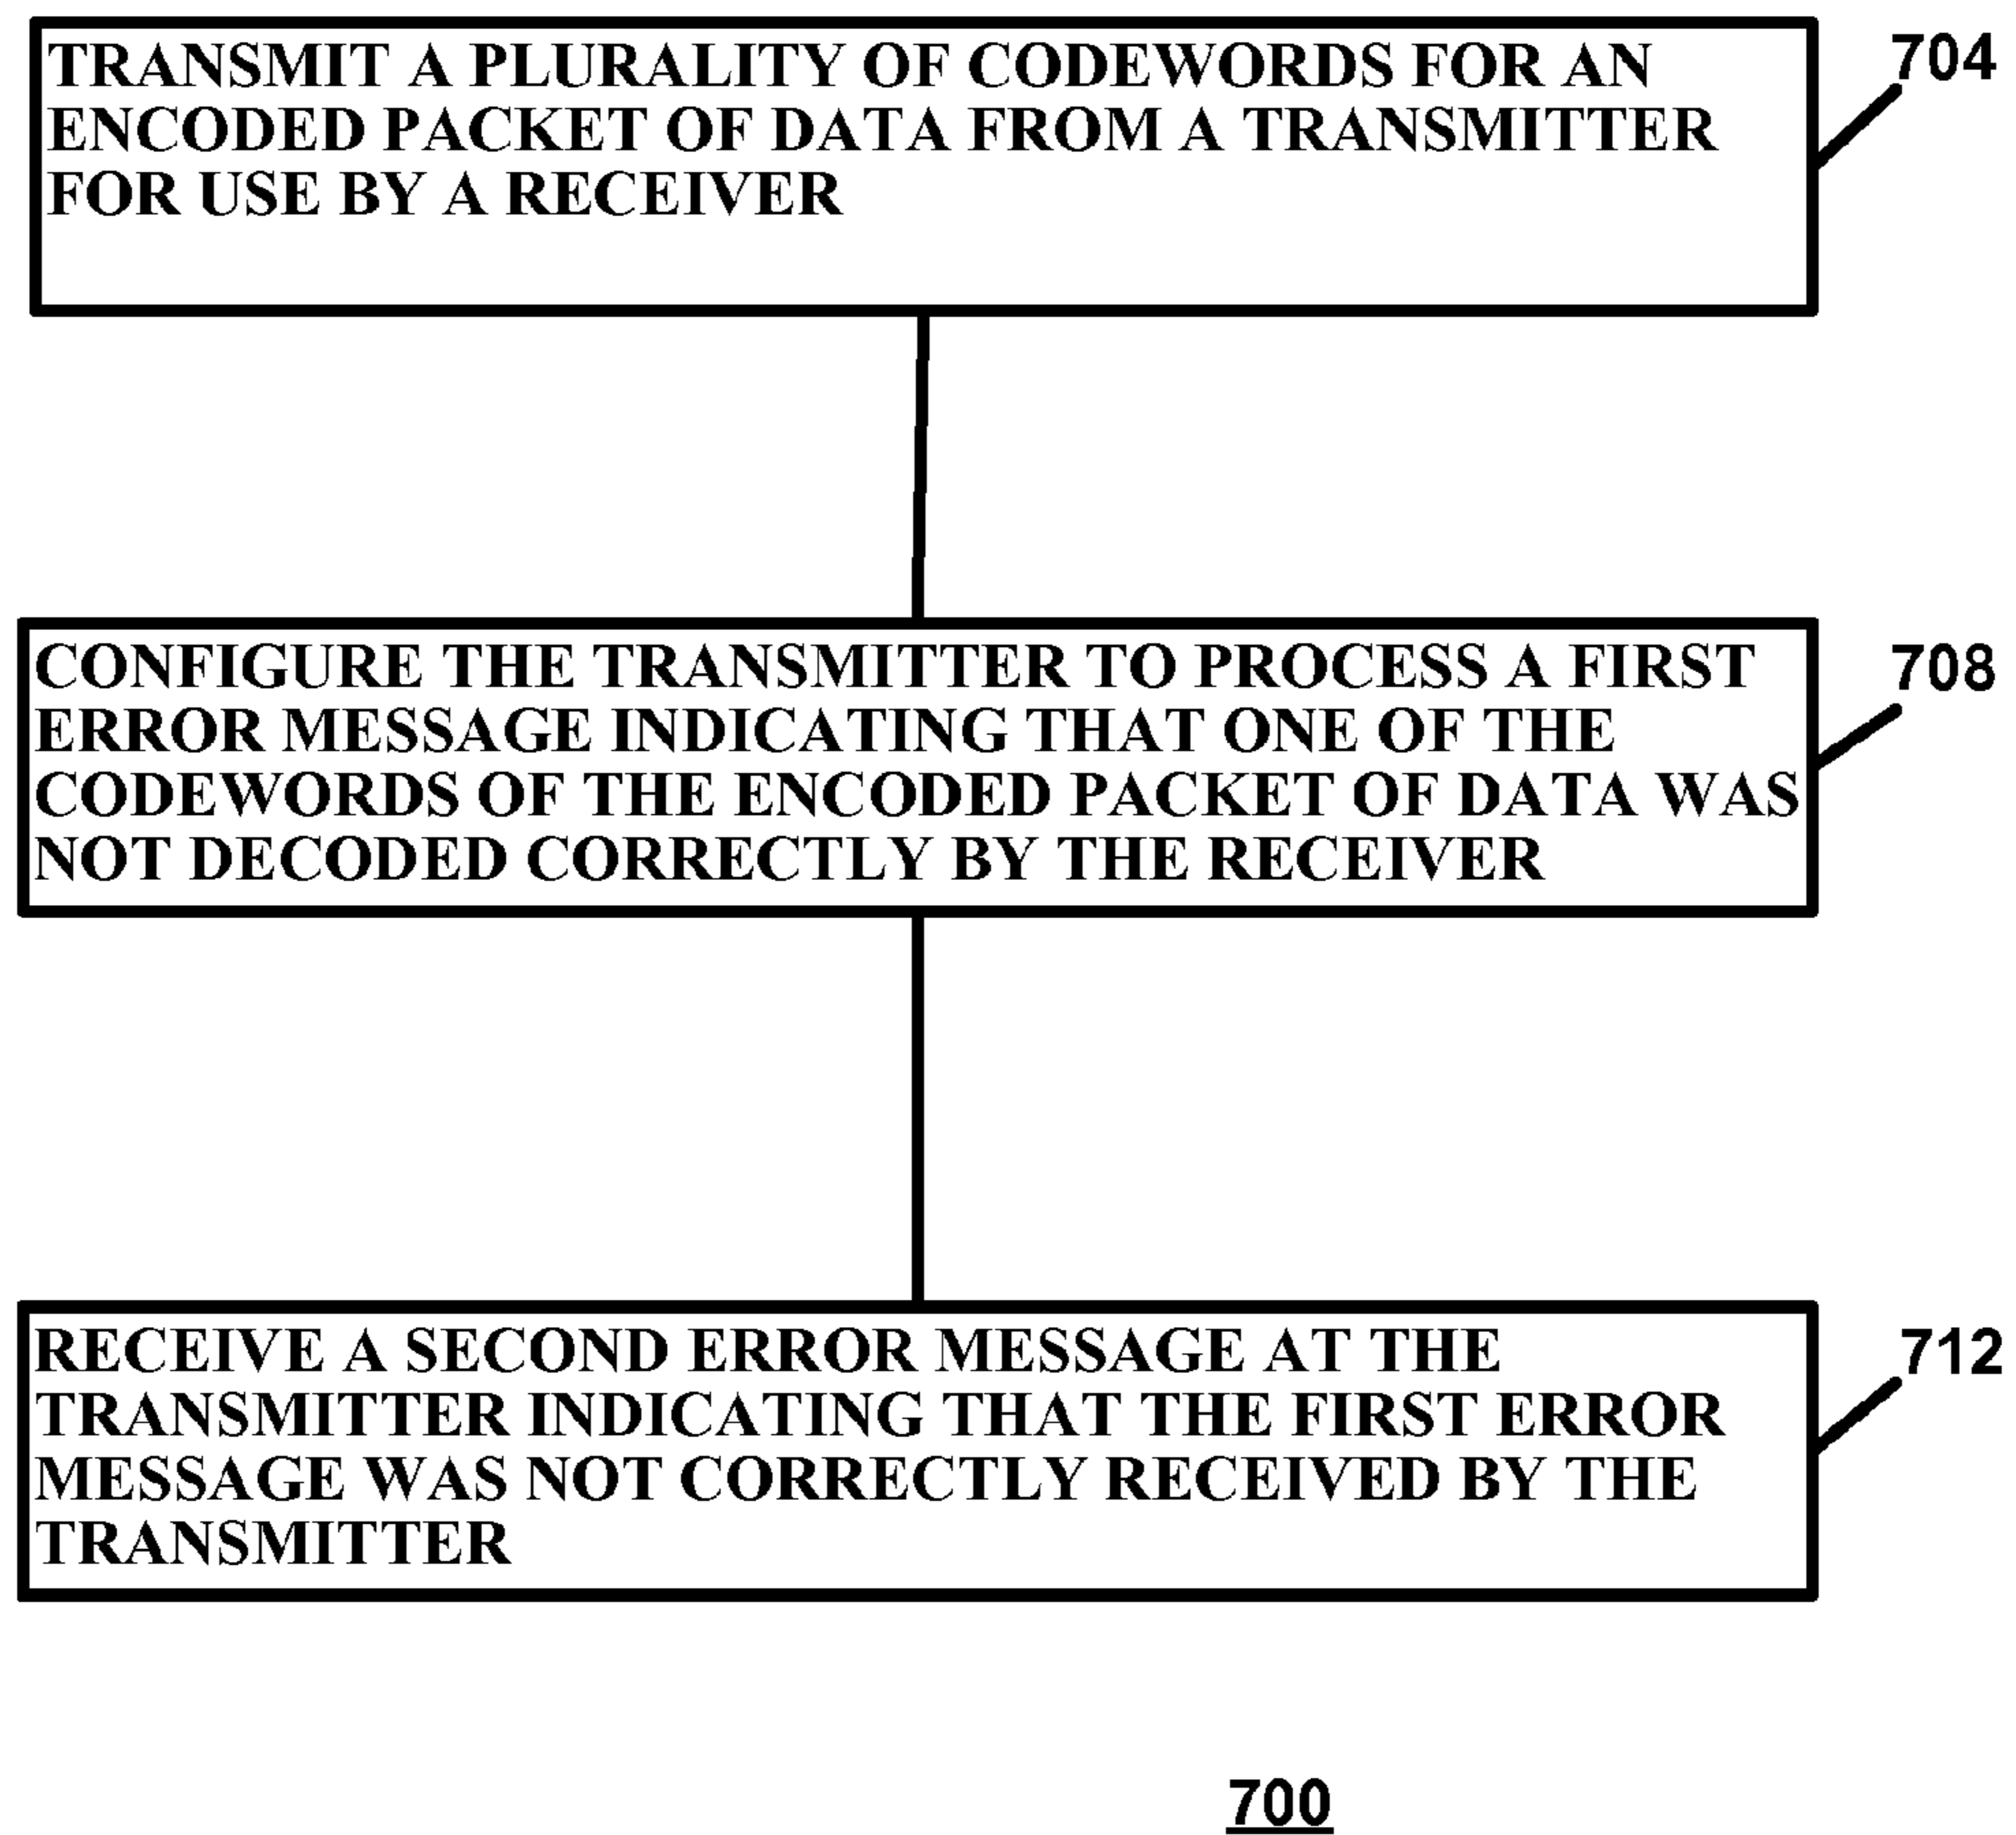 TRANSMIT A PLURALITY OF CODEWORDS FOR AN
ENCODED PACKET OF DATA FROM A TRANSMITTER
FOR USE BY A RECEIVER
704
CONFIGURE THE TRANSMITTER TO PROCESS A FIRST
ERROR MESSAGE INDICATING THAT ONE OF THE
CODEWORDS OF THE ENCODED PACKET OF DATA WAS
NOT DECODED CORRECTLY BY THE RECEIVER
708
RECEIVE A SECOND ERROR MESSAGE AT THE
TRANSMITTER INDICATING THAT THE FIRST ERROR
MESSAGE WAS NOT CORRECTLY RECEIVED BY THE
TRANSMITTER
712
700